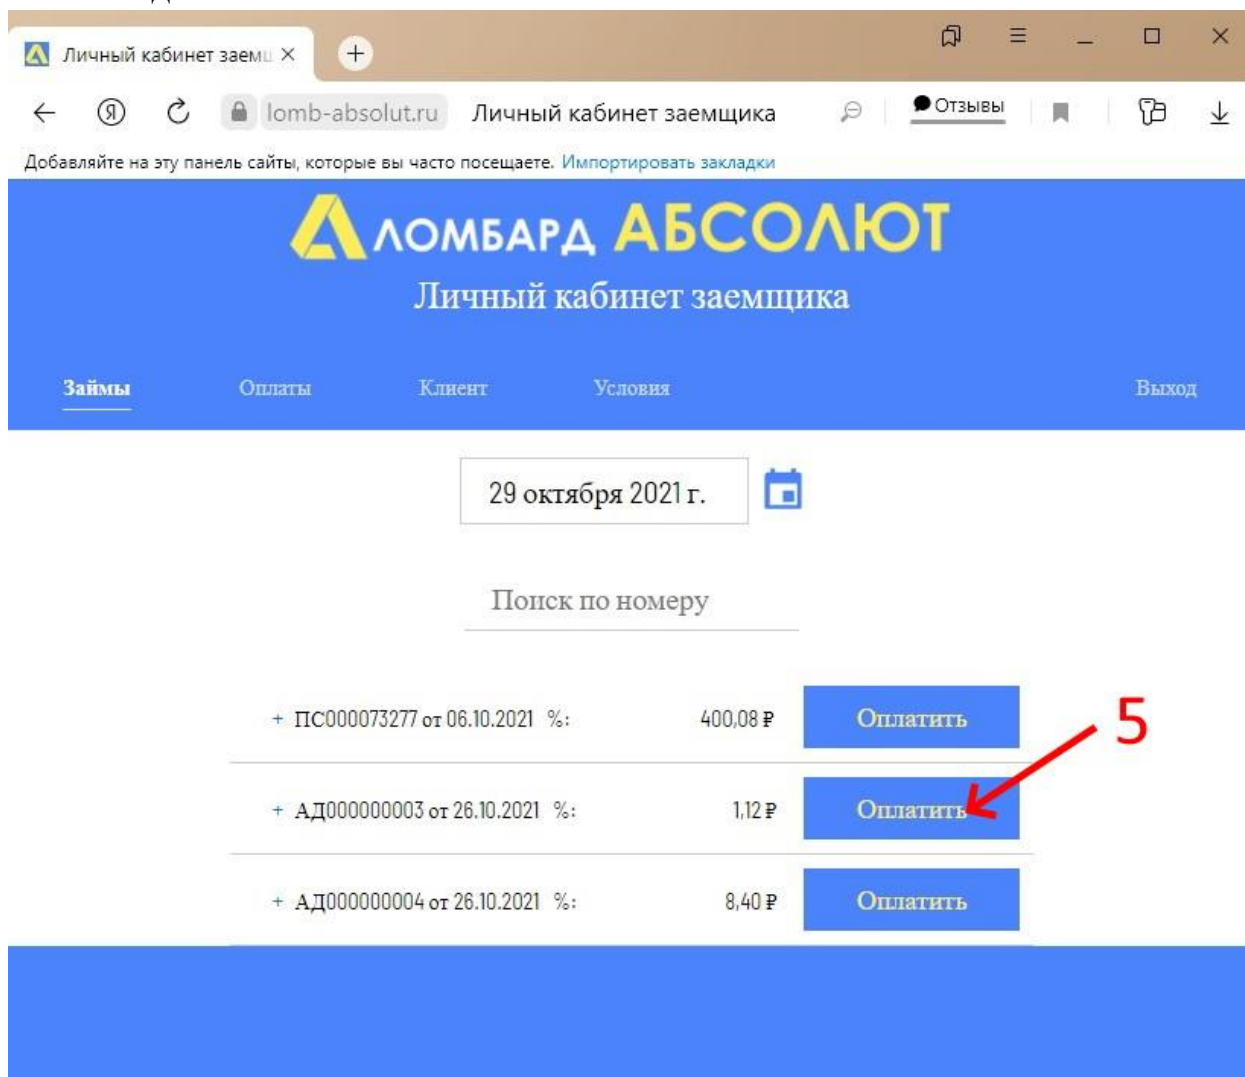 Личный кабинет заемщ
lomb-absolut.ru Личный кабинет заемщика Отзывы
Добавляйте на эту панель сайты, которые вы часто посещаете. Импортировать закладки
ЛОМБАРД АБСОЛЮТ
Личный кабинет заемщика
Займы Оплаты Клиент Условия Выход
29 октября 2021 г.
Поиск по номеру
+ ПС000073277 от 06.10.2021 %: 400,08 ₽ Оплатить
5
+ АД000000003 от 26.10.2021 %: 1,12 ₽ Оплатить
+ АД000000004 от 26.10.2021 %: 8,40 ₽ Оплатить